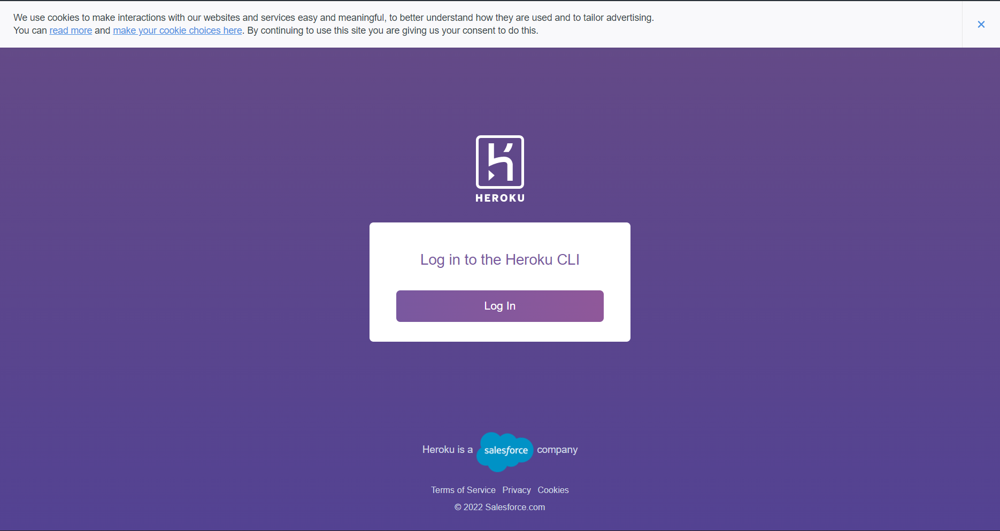 We use cookies to make interactions with our websites and services easy and meaningful, to better understand how they are used and to tailor advertising.
You can read more and make your cookie choices here. By continuing to use this site you are giving us your consent to do this.
HEROKU
Log in to the Heroku CLI
Log In
Heroku is a salesforce company
Terms of Service Privacy Cookies
© 2022 Salesforce.com